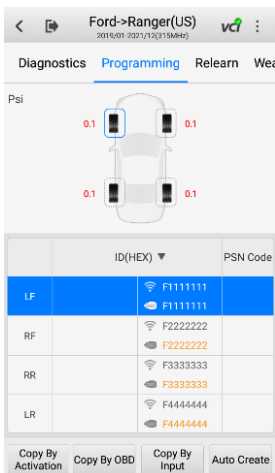 Ford->Ranger(US)
2019/01-2021/12(315MHz)
VCI
Diagnostics Programming Relearn Wea
Psi
0.1 0.1
0.1 0.1
ID(HEX) ▼ PSN Code
F1111111
LF
F1111111
F2222222
RF
F2222222
F3333333
RR
F3333333
F4444444
LR
F4444444
Copy By Activation
Copy By OBD
Copy By Input
Auto Create